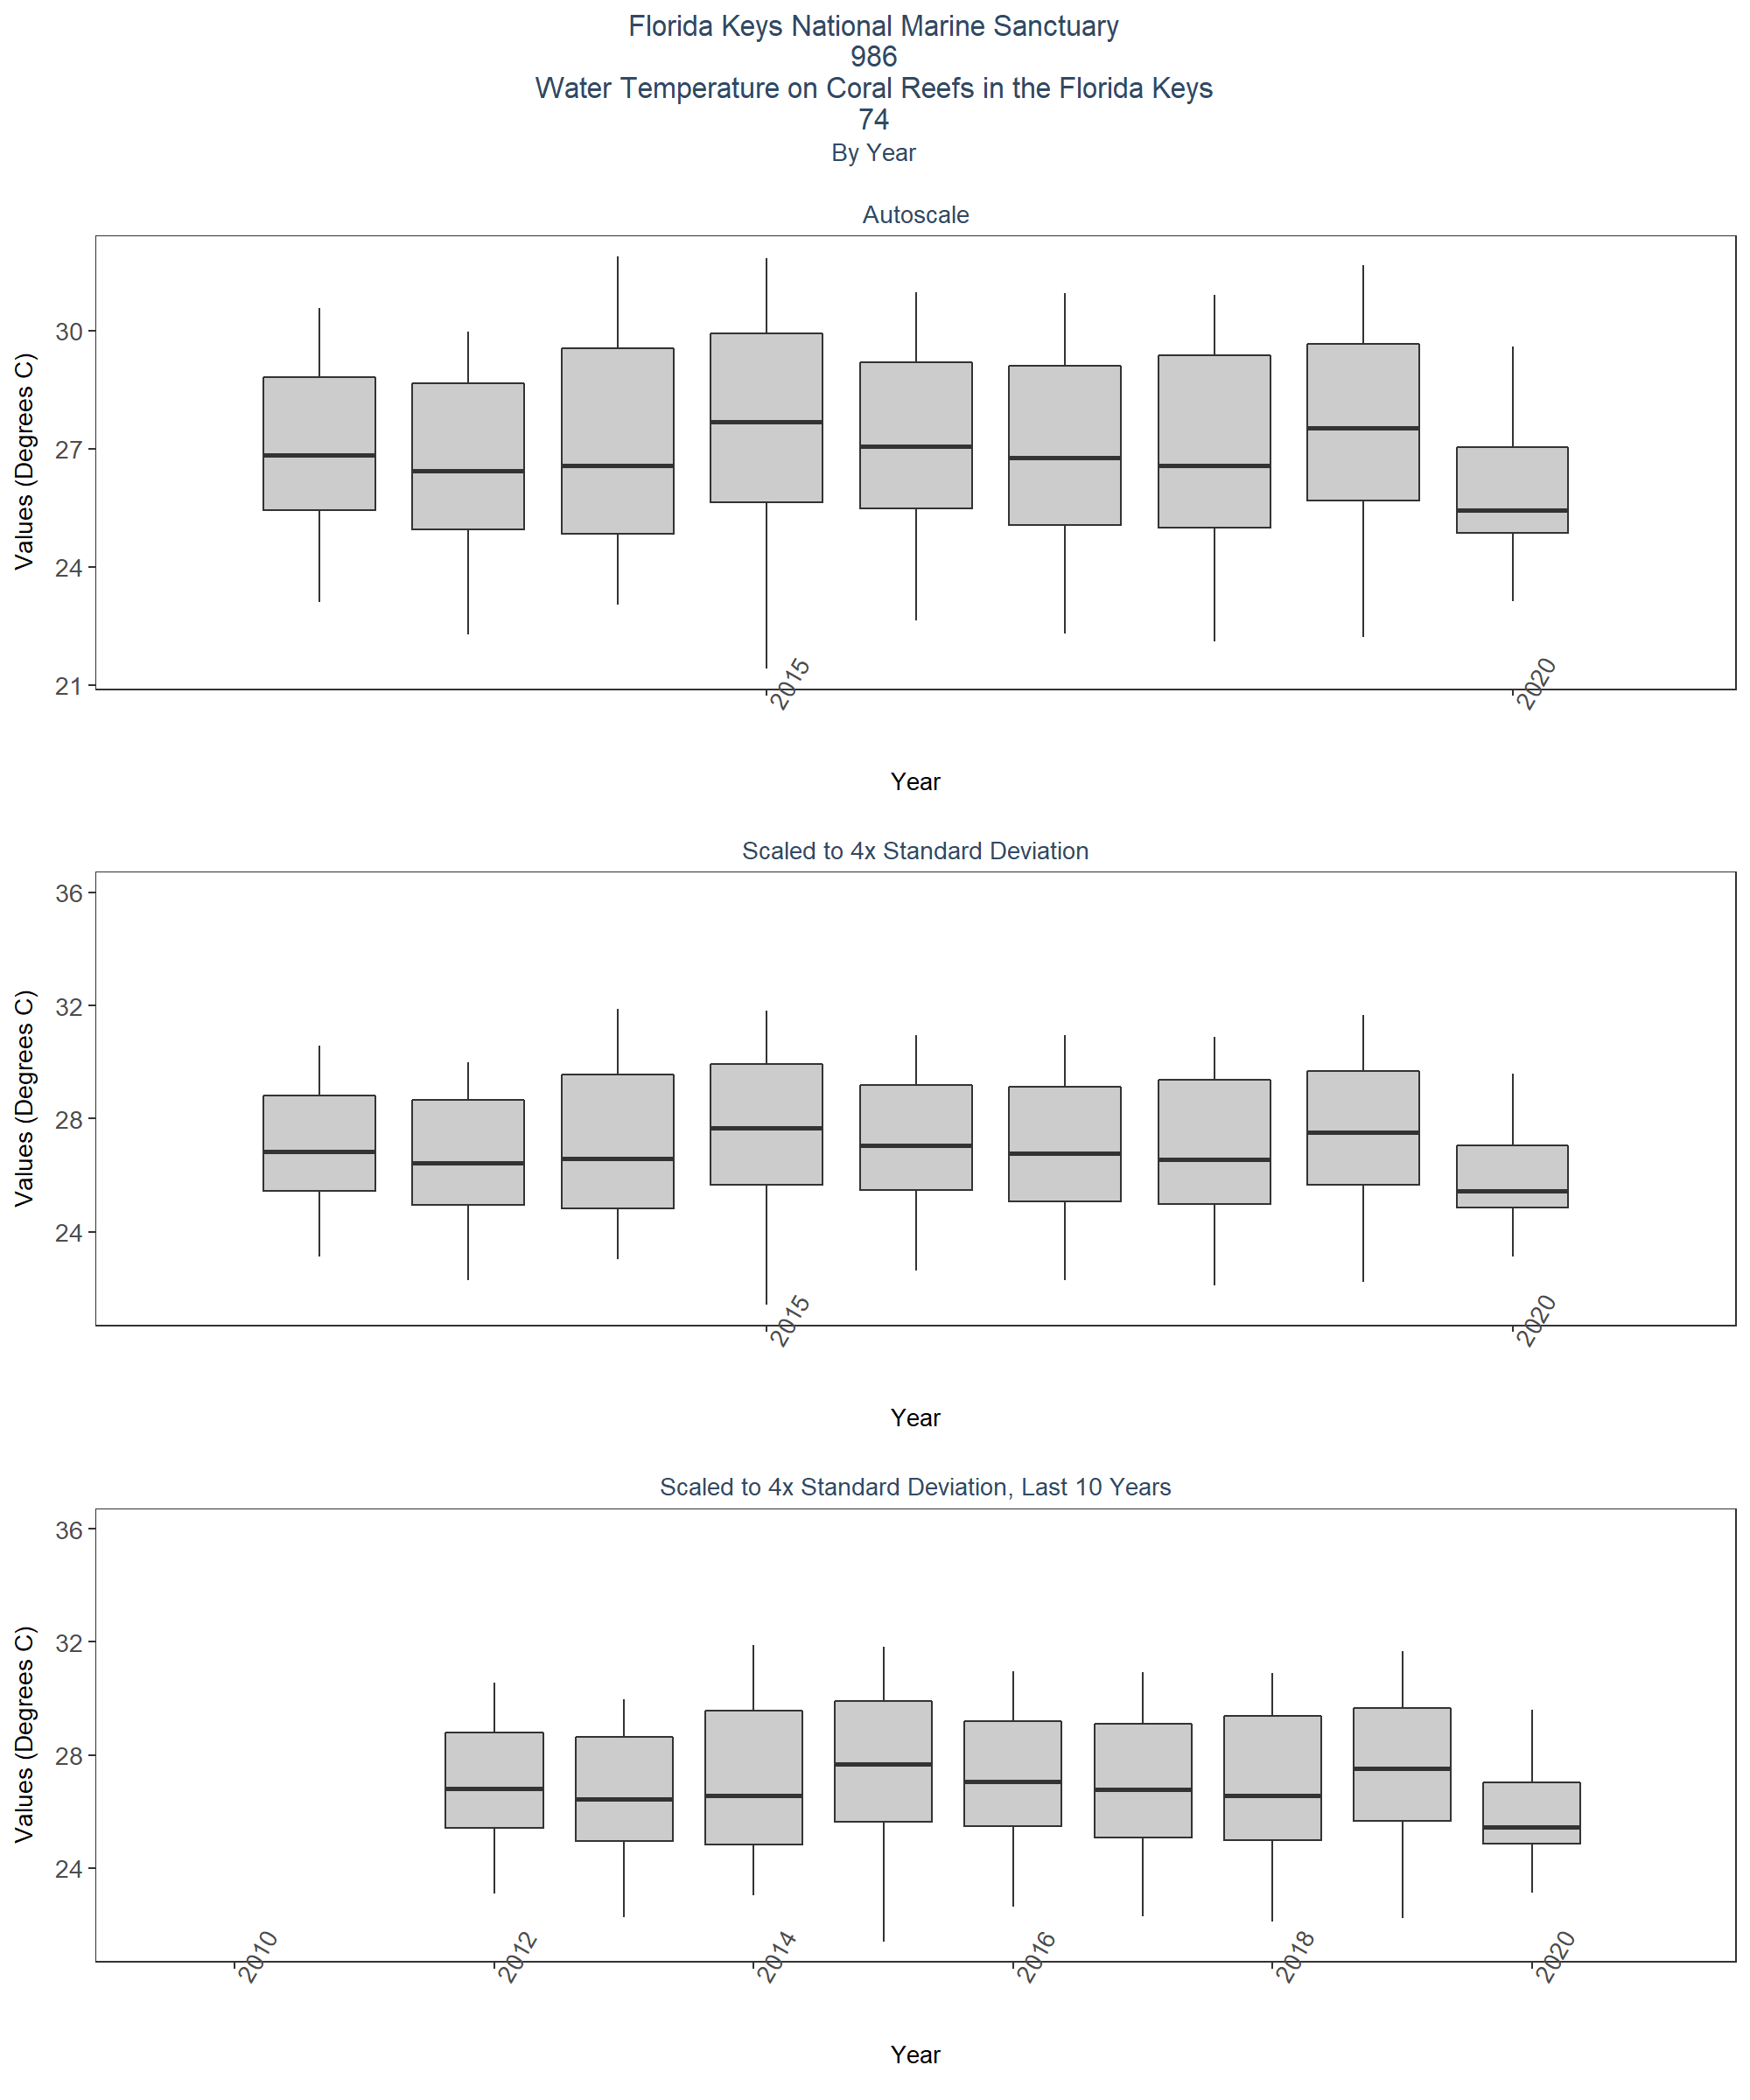 Florida Keys National Marine Sanctuary
986
Water Temperature on Coral Reefs in the Florida Keys
74
By Year
Autoscale
Values (Degrees C)
30
27
24
21
2015
2020
Year
Scaled to 4x Standard Deviation
Values (Degrees C)
36
32
28
24
2015
2020
Year
Scaled to 4x Standard Deviation, Last 10 Years
Values (Degrees C)
36
32
28
24
2010
2012
2014
2016
2018
2020
Year